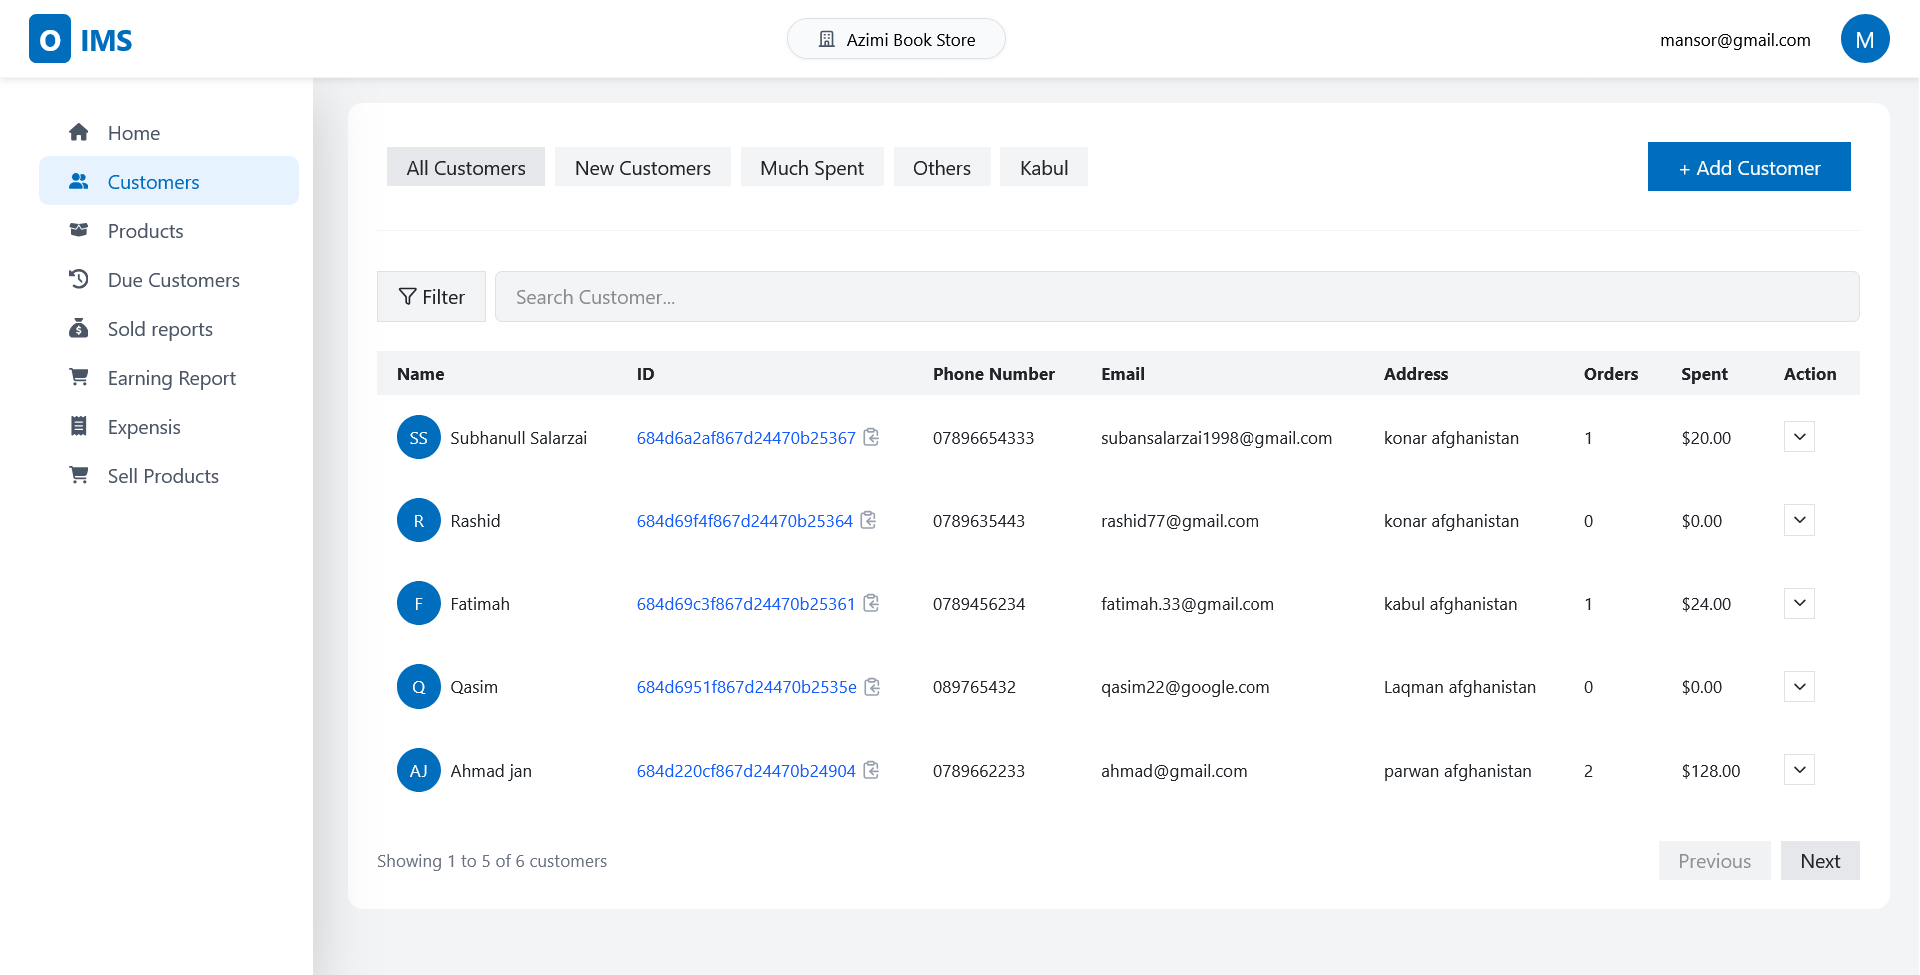 O IMS
Azimi Book Store
mansor@gmail.com
M
Home
Customers
Products
Due Customers
Sold reports
Earning Report
Expensis
Sell Products
All Customers New Customers Much Spent Others Kabul
+ Add Customer
Filter
Search Customer...
Name ID Phone Number Email Address Orders Spent Action
SS Subhanull Salarzai 684d6a2af867d24470b25367 07896654333 subansalarzai1998@gmail.com konar afghanistan 1 $20.00
R Rashid 684d69f4f867d24470b25364 0789635443 rashid77@gmail.com konar afghanistan 0 $0.00
F Fatimah 684d69c3f867d24470b25361 0789456234 fatimah.33@gmail.com kabul afghanistan 1 $24.00
Q Qasim 684d6951f867d24470b2535e 089765432 qasim22@google.com Laqman afghanistan 0 $0.00
AJ Ahmad jan 684d220cf867d24470b24904 0789662233 ahmad@gmail.com parwan afghanistan 2 $128.00
Showing 1 to 5 of 6 customers
Previous Next